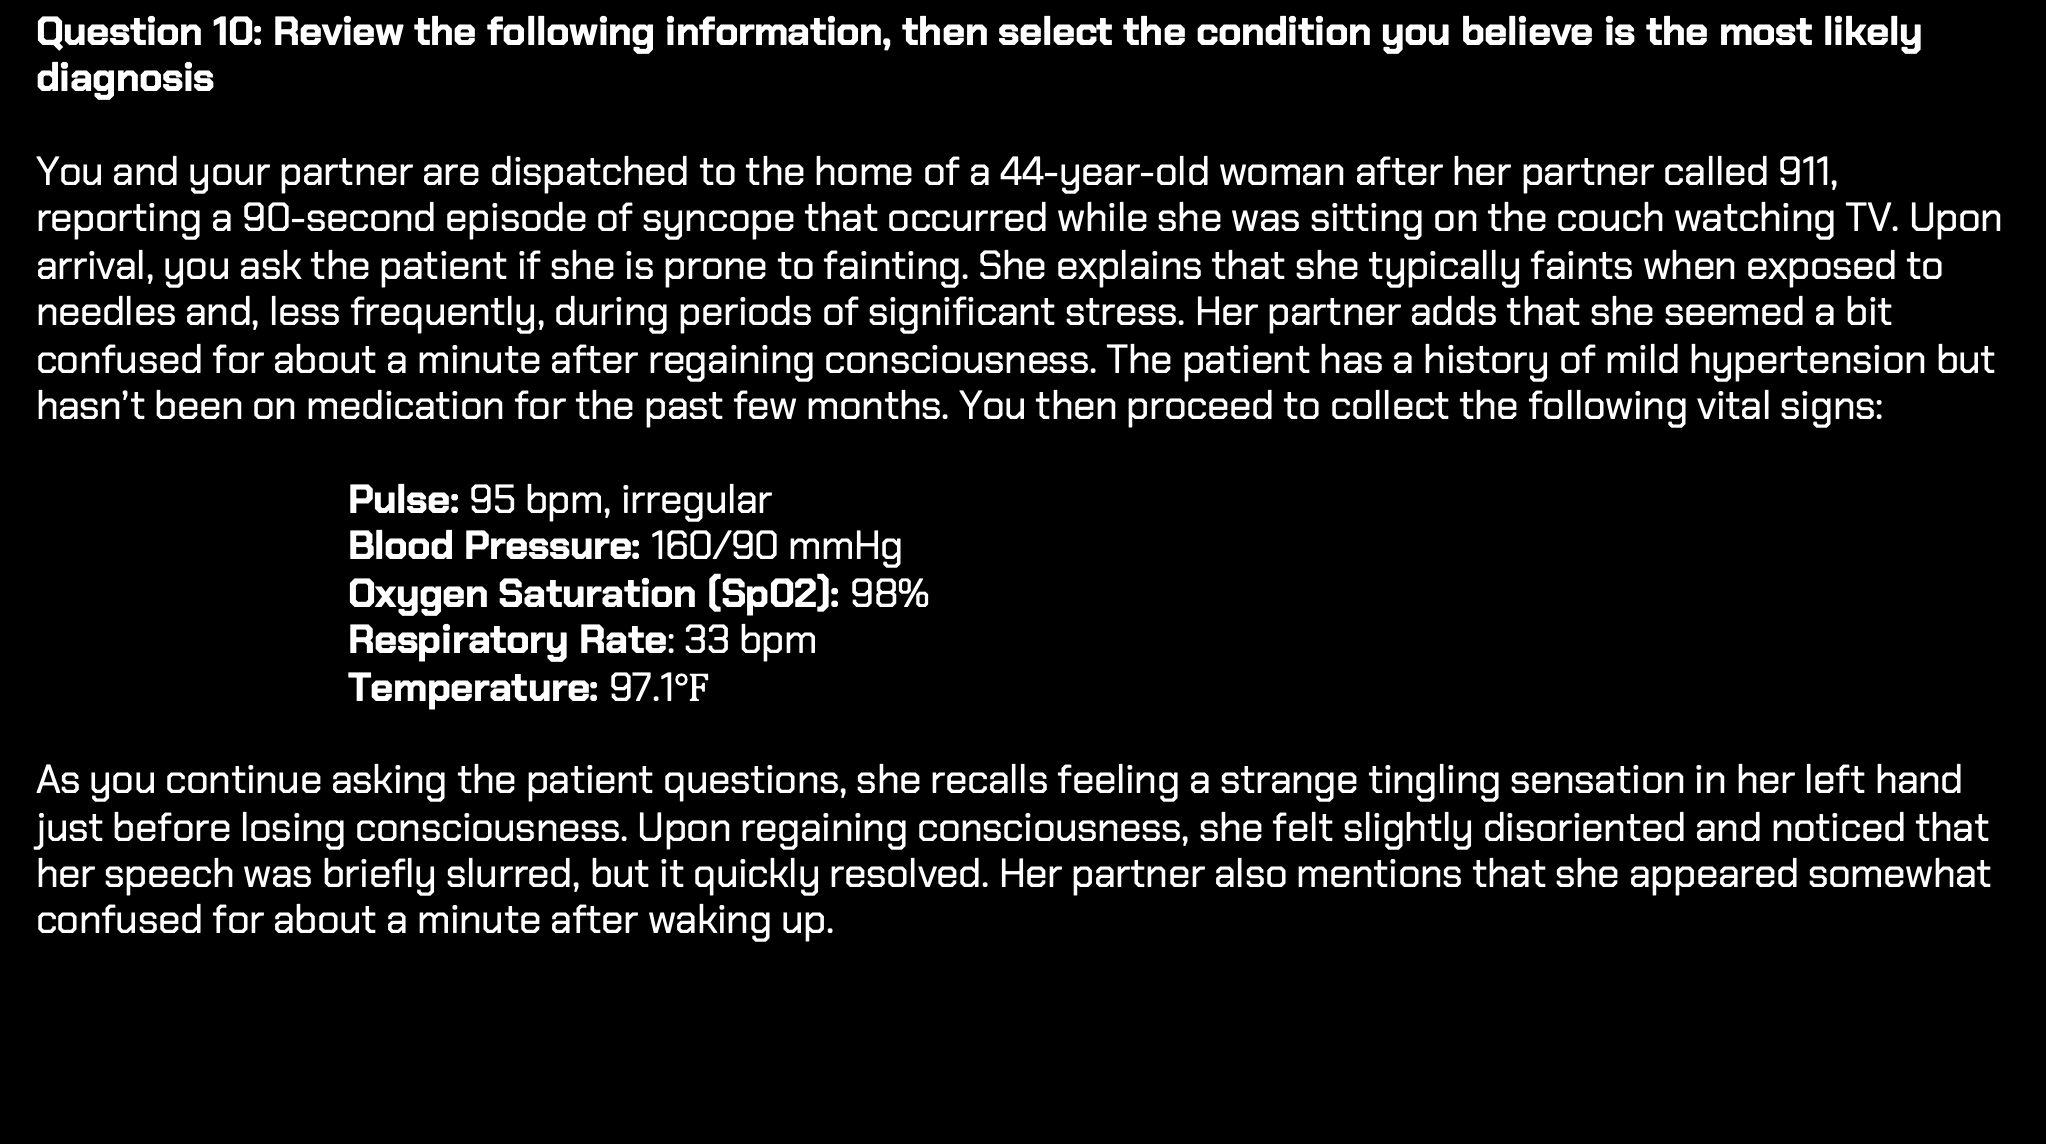 Question 10: Review the following information, then select the condition you believe is the most likely
diagnosis
You and your partner are dispatched to the home of a 44-year-old woman after her partner called 911,
reporting a 90-second episode of syncope that occurred while she was sitting on the couch watching TV. Upon
arrival, you ask the patient if she is prone to fainting. She explains that she typically faints when exposed to
needles and, less frequently, during periods of significant stress. Her partner adds that she seemed a bit
confused for about a minute after regaining consciousness. The patient has a history of mild hypertension but
hasn't been on medication for the past few months. You then proceed to collect the following vital signs:
Pulse: 95 bpm, irregular
Blood Pressure: 160/90 mmHg
Oxygen Saturation (SpO2): 98%
Respiratory Rate: 33 bpm
Temperature: 97.1°F
As you continue asking the patient questions, she recalls feeling a strange tingling sensation in her left hand
just before losing consciousness. Upon regaining consciousness, she felt slightly disoriented and noticed that
her speech was briefly slurred, but it quickly resolved. Her partner also mentions that she appeared somewhat
confused for about a minute after waking up.